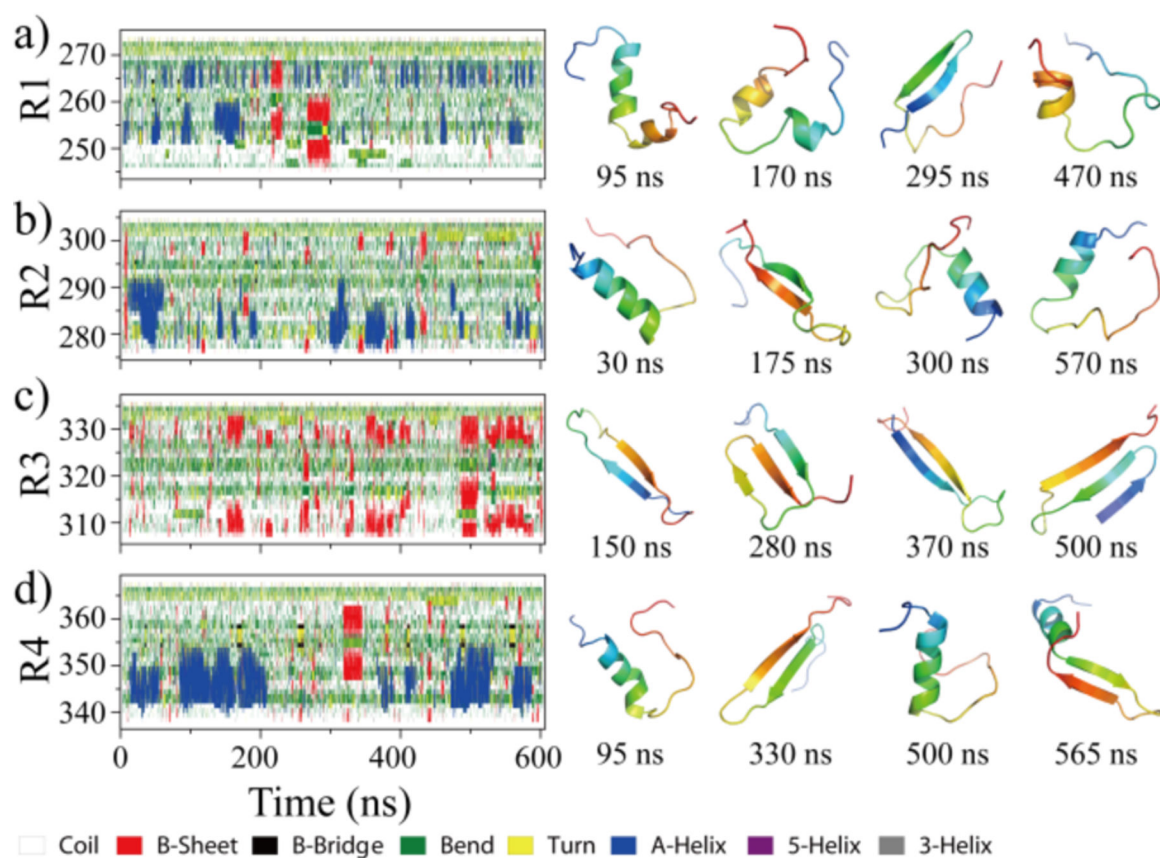 a)
R1
270
260
250
95 ns 170 ns 295 ns 470 ns
b)
R2
300
290
280
30 ns 175 ns 300 ns 570 ns
c)
R3
330
320
310
150 ns 280 ns 370 ns 500 ns
d)
R4
360
350
340
95 ns 330 ns 500 ns 565 ns
0 200 400 600
Time (ns)
Coil B-Sheet B-Bridge Bend Turn A-Helix 5-Helix 3-Helix